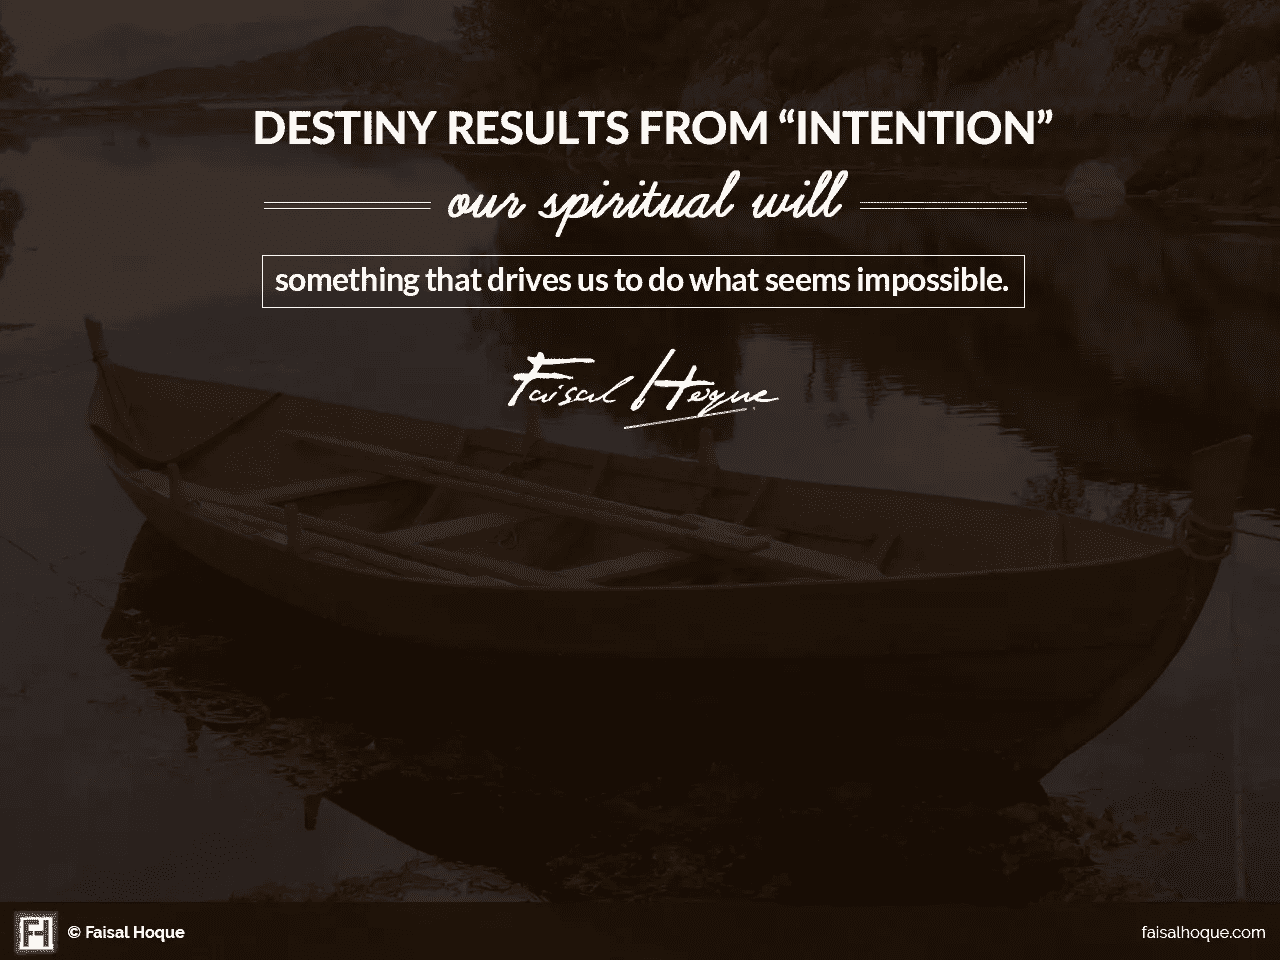 DESTINY RESULTS FROM “INTENTION”
our spiritual will
something that drives us to do what seems impossible.
Faisal Hoque
FH
© Faisal Hoque
faisalhoque.com